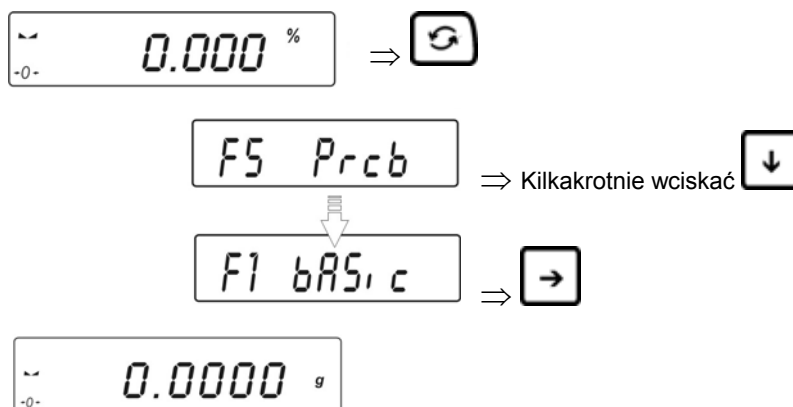 0.000 %
-0-
⇒
F5 Prcb
⇒ Kilkakrotnie wciskać
F1 bASic
⇒
0.0000 g
-0-